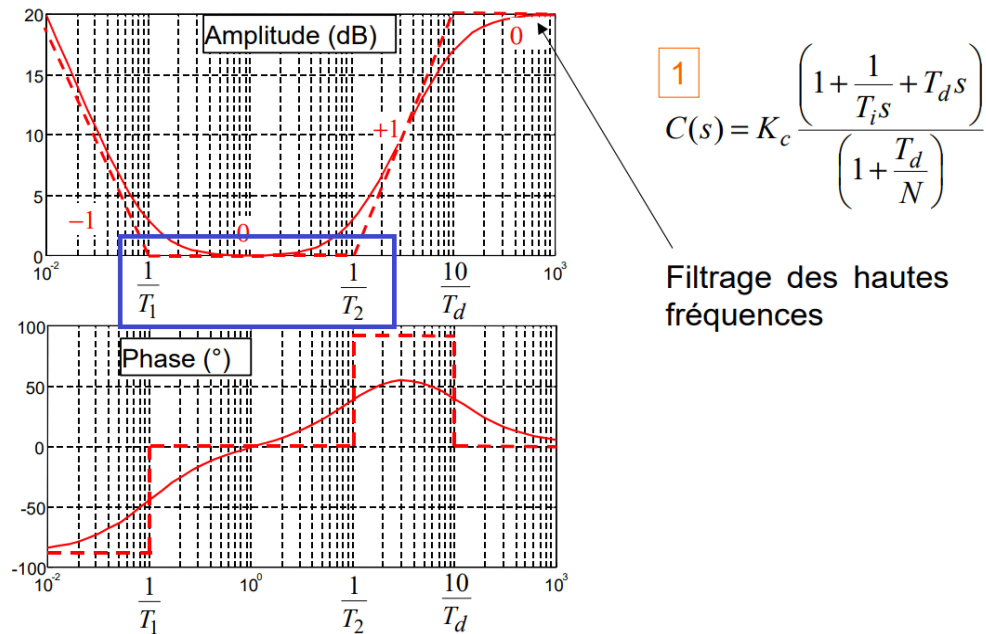 20
Amplitude (dB)
0
15
10
+1
5
−1
0
0
10^-2
1/T_1
1/T_2
10/T_d
10^3
1
C(s) = K_c (1 + 1/(T_i s) + T_d s) / (1 + T_d/N)
Filtrage des hautes
fréquences
100
Phase (°)
50
0
-50
-100
10^-2
1/T_1
10^0
1/T_2
10/T_d
10^3